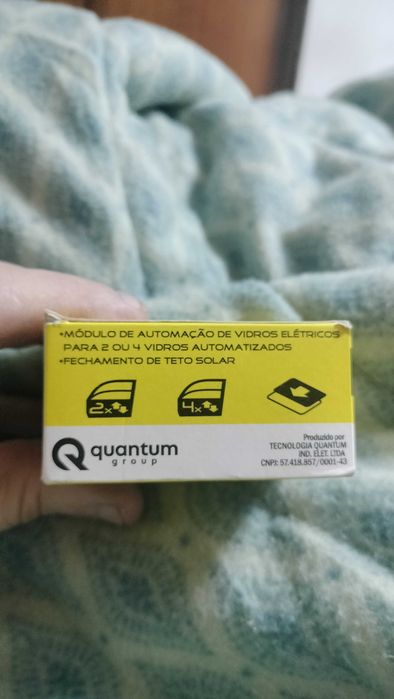 •MÓDULO DE AUTOMAÇÃO DE VIDROS ELÉTRICOS
PARA 2 OU 4 VIDROS AUTOMATIZADOS
•FECHAMENTO DE TETO SOLAR
2x
4x
quantum
group
Produzido por
TECNOLOGIA QUANTUM
IND. ELET. LTDA
CNPJ: 57.418.857/0001-43